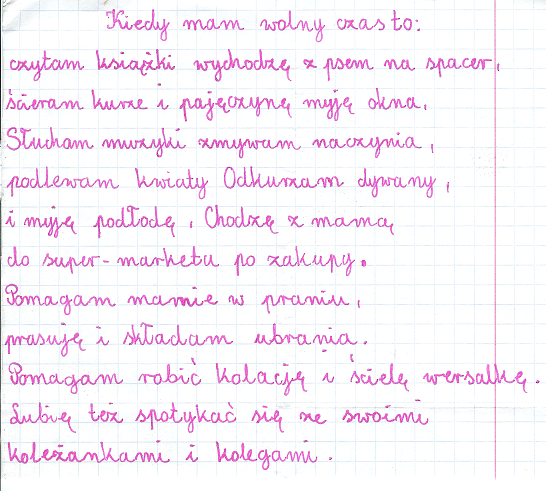 Kiedy mam wolny czas to:
czytam książki wychodzę z psem na spacer,
ścieram kurze i pajęczynę myję okna,
Słucham muzyki zmywam naczynia,
podlewam kwiaty Odkurzam dywany,
i myję podłodę, Chodzę z mamą
do super-marketu po zakupy.
Pomagam mamie w praniu,
prasuję i składam ubrania.
Pomagam robić kolację i ścielę wersalkę.
Lubię też spotykać się ze swoimi
koleżankami i kolegami.